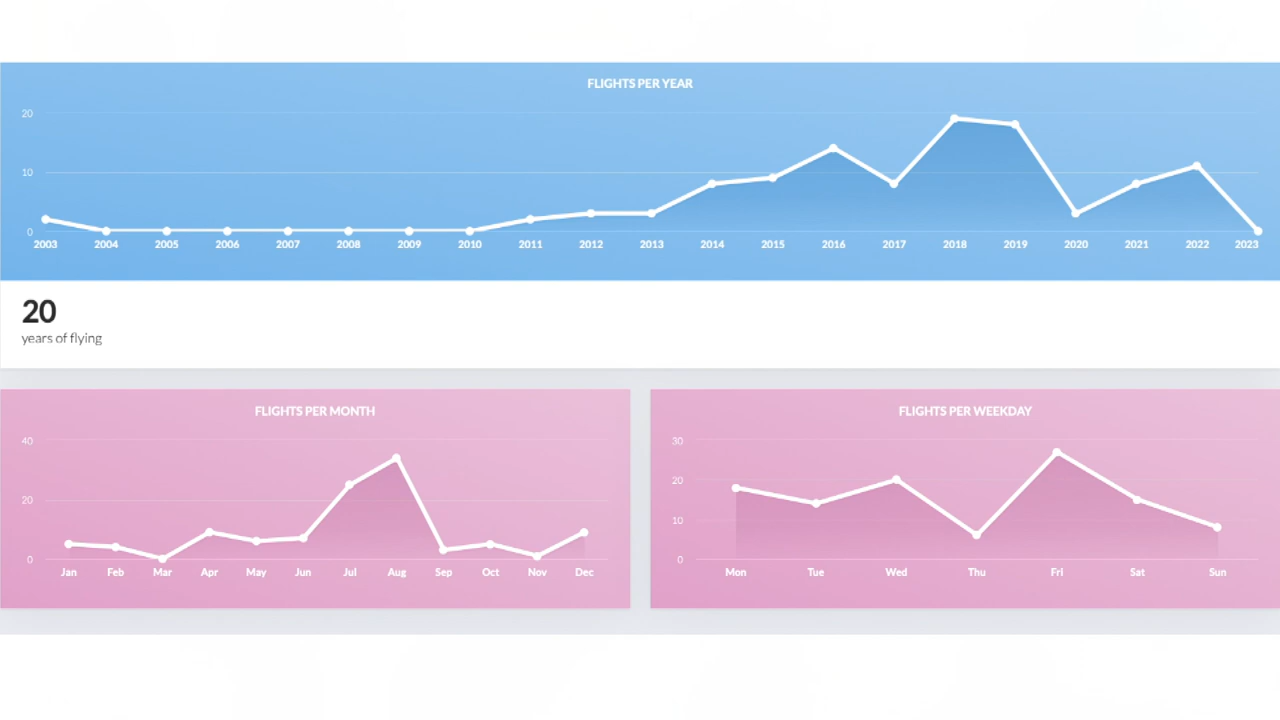 FLIGHTS PER YEAR
20
10
0
2003 2004 2005 2006 2007 2008 2009 2010 2011 2012 2013 2014 2015 2016 2017 2018 2019 2020 2021 2022 2023
20
years of flying
FLIGHTS PER MONTH
40
20
0
Jan Feb Mar Apr May Jun Jul Aug Sep Oct Nov Dec
FLIGHTS PER WEEKDAY
30
20
10
0
Mon Tue Wed Thu Fri Sat Sun